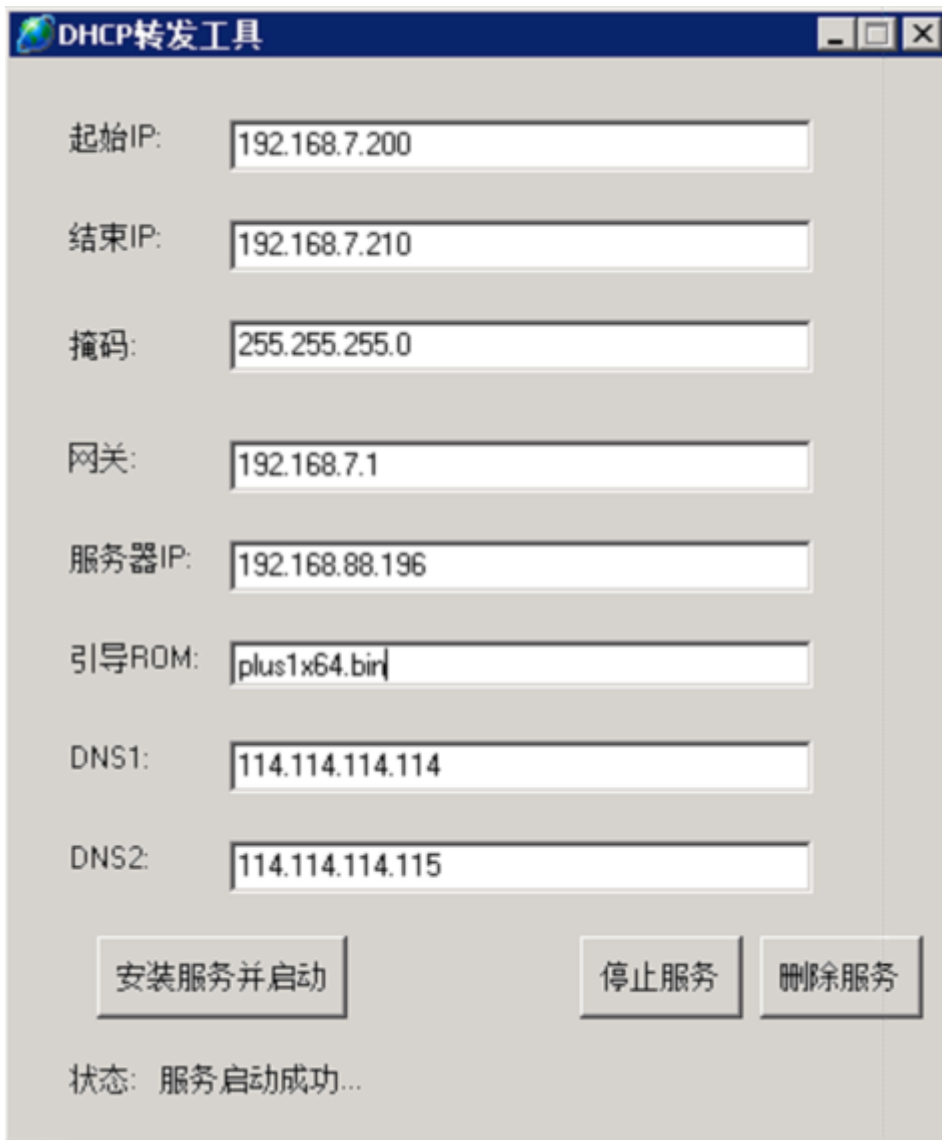 DHCP转发工具
起始IP: 192.168.7.200
结束IP: 192.168.7.210
掩码: 255.255.255.0
网关: 192.168.7.1
服务器IP: 192.168.88.196
引导ROM: plus1x64.bin
DNS1: 114.114.114.114
DNS2: 114.114.114.115
安装服务并启动 停止服务 删除服务
状态: 服务启动成功...